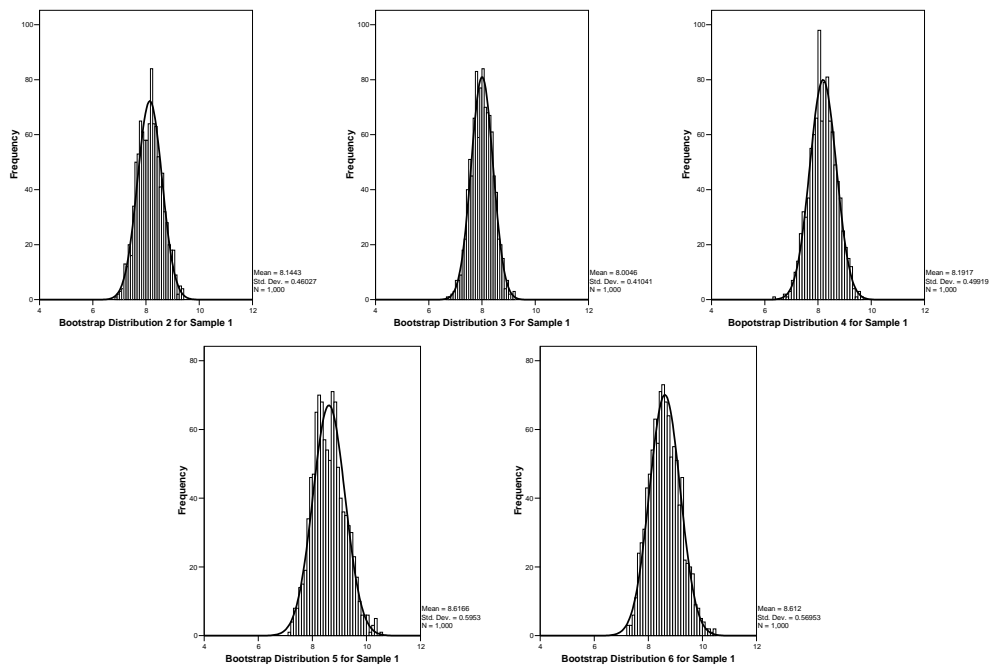 100
80
60
40
20
0
Frequency
4 6 8 10 12
Mean = 8.1443
Std. Dev. = 0.46027
N = 1,000
Bootstrap Distribution 2 for Sample 1
100
80
60
40
20
0
Frequency
4 6 8 10 12
Mean = 8.0046
Std. Dev. = 0.41041
N = 1,000
Bootstrap Distribution 3 For Sample 1
100
80
60
40
20
0
Frequency
4 6 8 10 12
Mean = 8.1917
Std. Dev. = 0.49919
N = 1,000
Bopotstrap Distribution 4 for Sample 1
80
60
40
20
0
Frequency
4 6 8 10 12
Mean = 8.6166
Std. Dev. = 0.5953
N = 1,000
Bootstrap Distribution 5 for Sample 1
80
60
40
20
0
Frequency
4 6 8 10 12
Mean = 8.612
Std. Dev. = 0.56953
N = 1,000
Bootstrap Distribution 6 for Sample 1